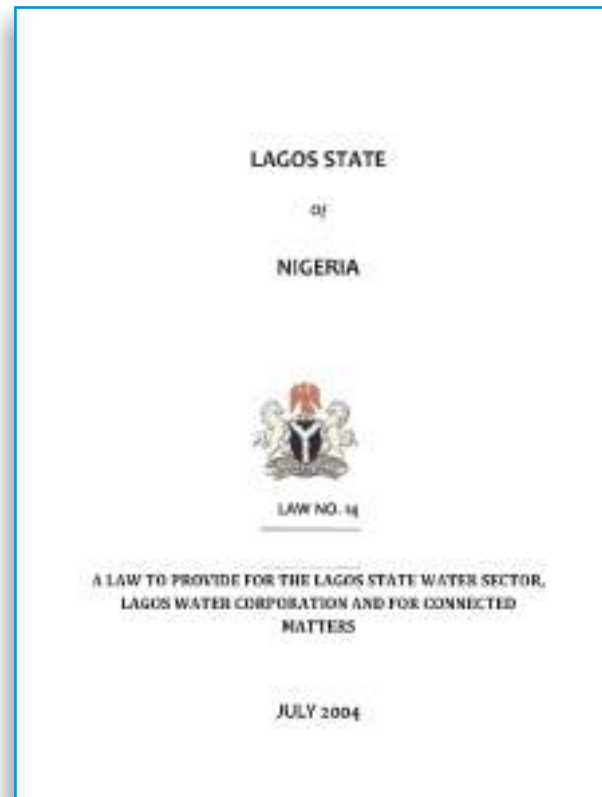 LAGOS STATE
Of
NIGERIA
LAW NO. 14
A LAW TO PROVIDE FOR THE LAGOS STATE WATER SECTOR,
LAGOS WATER CORPORATION AND FOR CONNECTED
MATTERS
JULY 2004